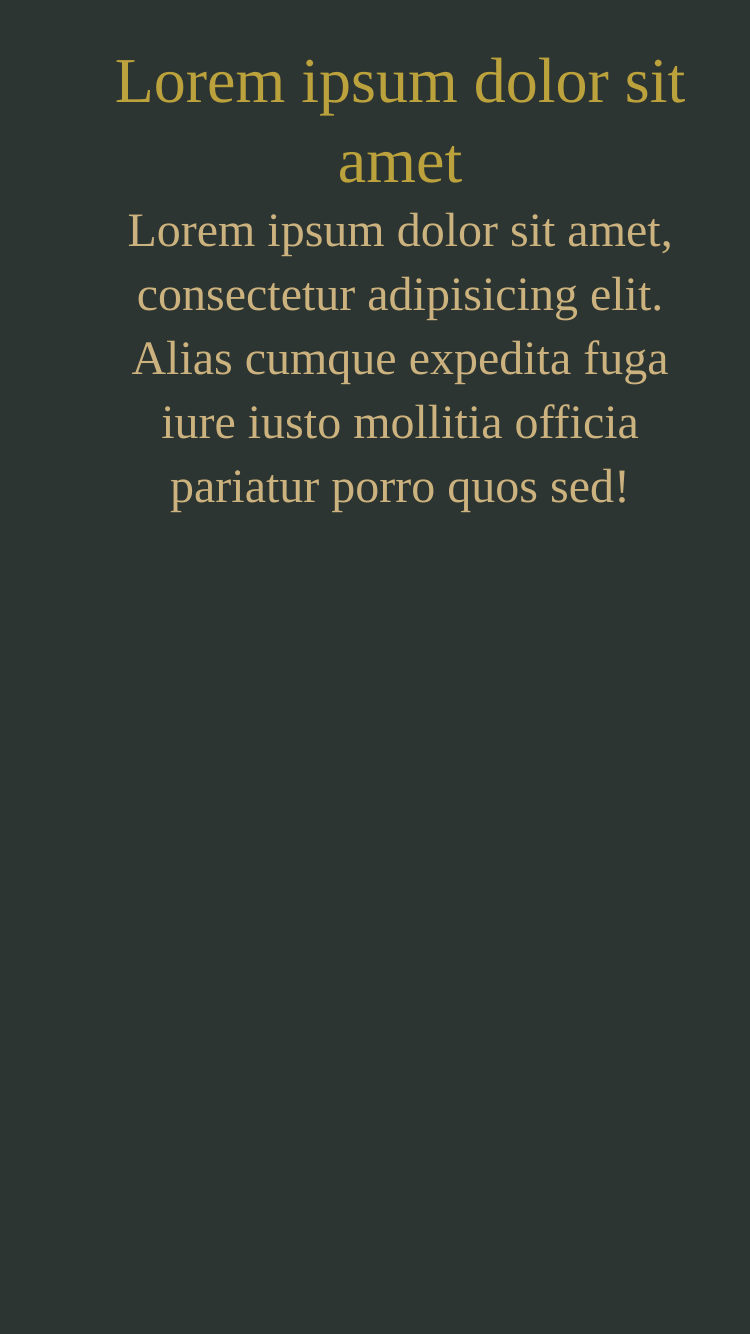 Lorem ipsum dolor sit
amet
Lorem ipsum dolor sit amet,
consectetur adipisicing elit.
Alias cumque expedita fuga
iure iusto mollitia officia
pariatur porro quos sed!